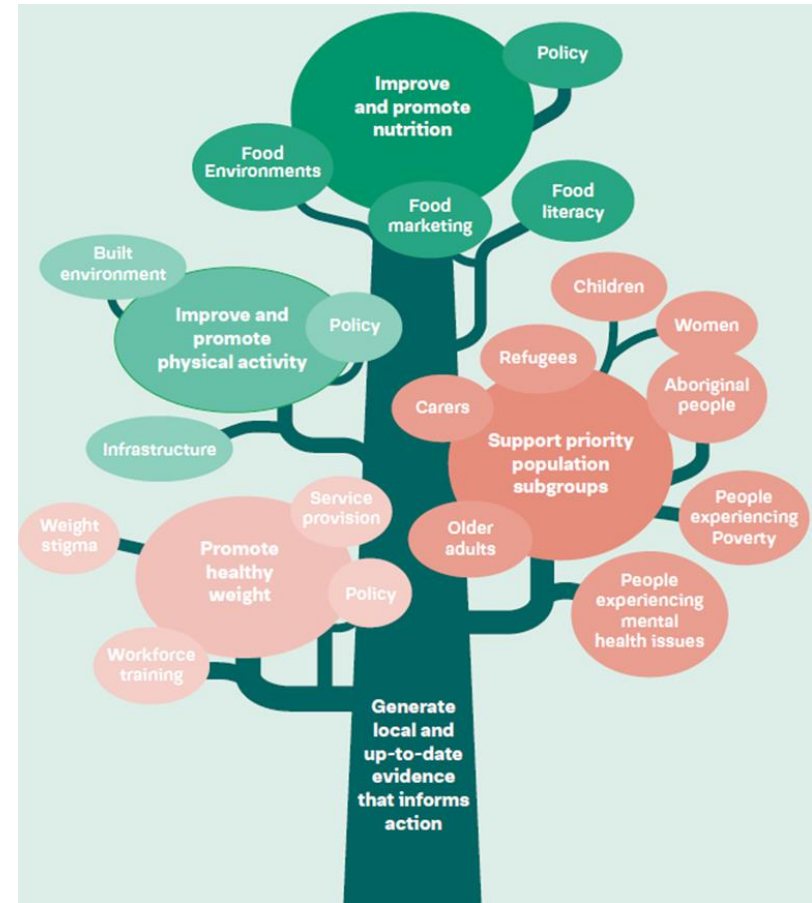 Improve
and promote
nutrition
Policy
Food
Environments
Food
marketing
Food
literacy
Built
environment
Improve and
promote
physical activity
Policy
Infrastructure
Children
Women
Refugees
Aboriginal
people
Carers
Support priority
population
subgroups
People
experiencing
Poverty
Older
adults
People
experiencing
mental
health issues
Service
provision
Weight
stigma
Promote
healthy
weight
Policy
Workforce
training
Generate
local and
up-to-date
evidence
that informs
action